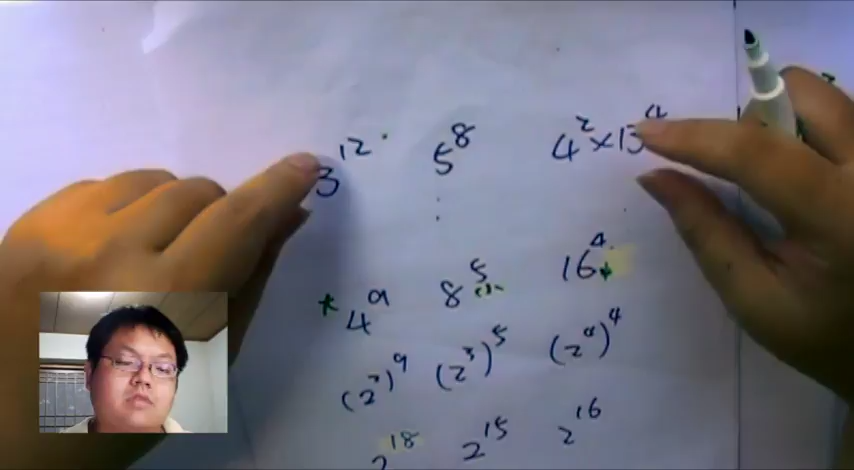 3¹² 5⁸ 4²×13⁴
* 4⁹ 8⁵ 16⁴
(2²)⁹ (2³)⁵ (2⁴)⁴
2¹⁸ 2¹⁵ 2¹⁶